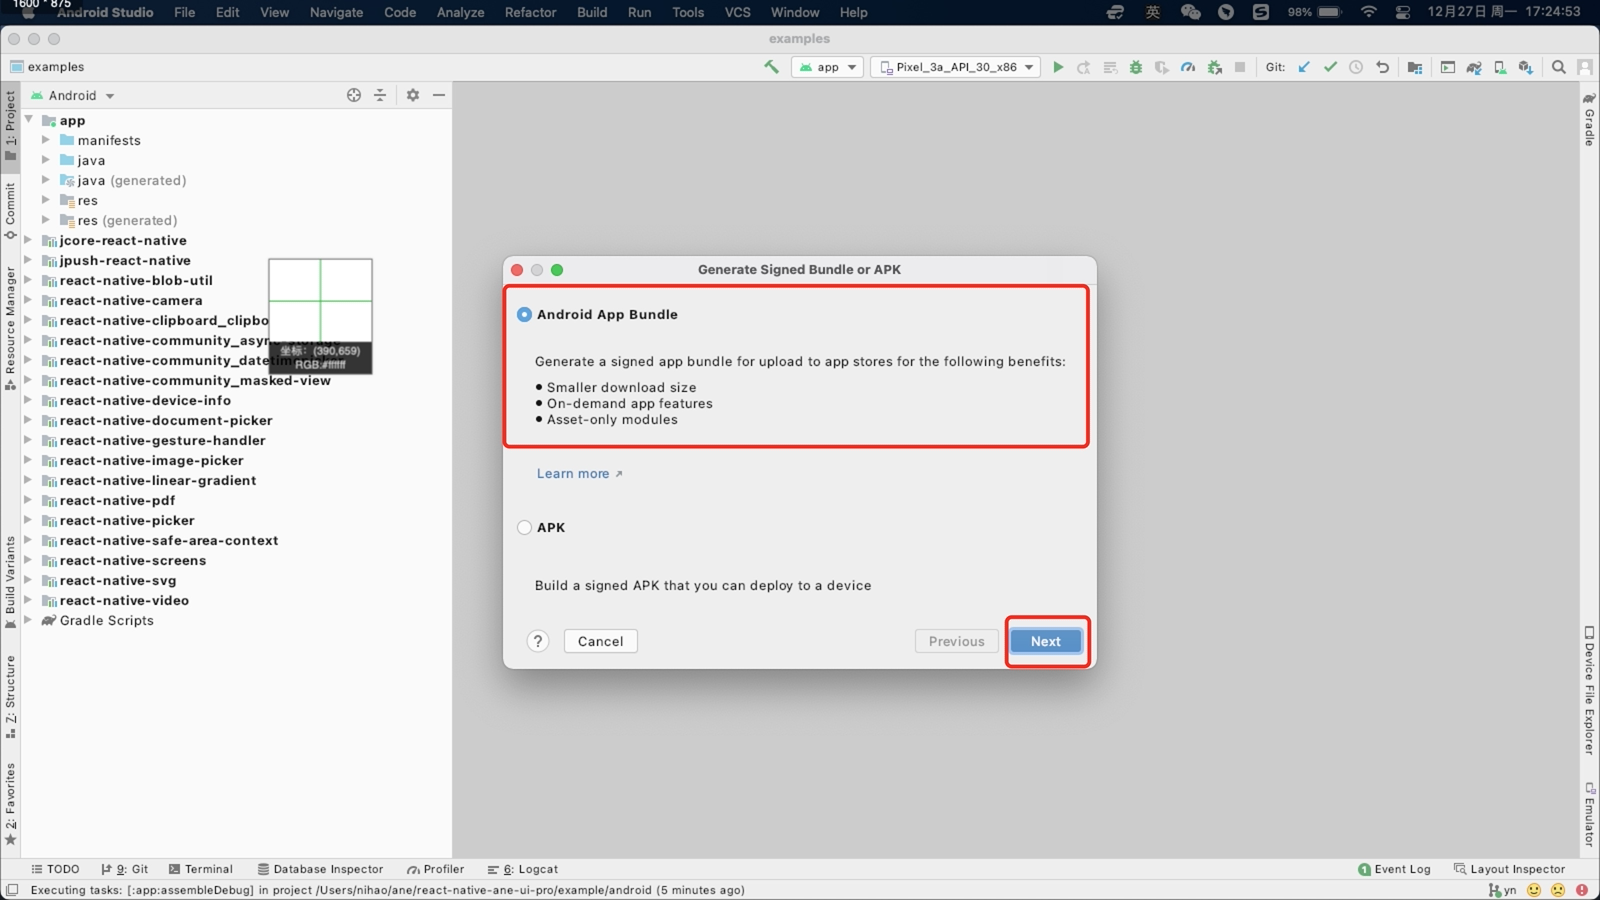 1600 * 875
Android Studio File Edit View Navigate Code Analyze Refactor Build Run Tools VCS Window Help 英 98% 12月27日 周一 17:24:53
examples
examples app Pixel_3a_API_30_x86 Git:
1: Project
Commit
Resource Manager
Build Variants
Z: Structure
2: Favorites
Android
app
manifests
java
java (generated)
res
res (generated)
jcore-react-native
jpush-react-native
react-native-blob-util
react-native-camera
react-native-clipboard_clipbo
react-native-community_async-storage
react-native-community_datetimepicker
react-native-community_masked-view
react-native-device-info
react-native-document-picker
react-native-gesture-handler
react-native-image-picker
react-native-linear-gradient
react-native-pdf
react-native-picker
react-native-safe-area-context
react-native-screens
react-native-svg
react-native-video
Gradle Scripts
坐标: (390,659)
RGB:#ffffff
Generate Signed Bundle or APK
Android App Bundle
Generate a signed app bundle for upload to app stores for the following benefits:
• Smaller download size
• On-demand app features
• Asset-only modules
Learn more ↗
APK
Build a signed APK that you can deploy to a device
? Cancel Previous Next
Gradle
Device File Explorer
Emulator
TODO 9: Git Terminal Database Inspector Profiler 6: Logcat 1 Event Log Layout Inspector
Executing tasks: [:app:assembleDebug] in project /Users/nihao/ane/react-native-ane-ui-pro/example/android (5 minutes ago) yn